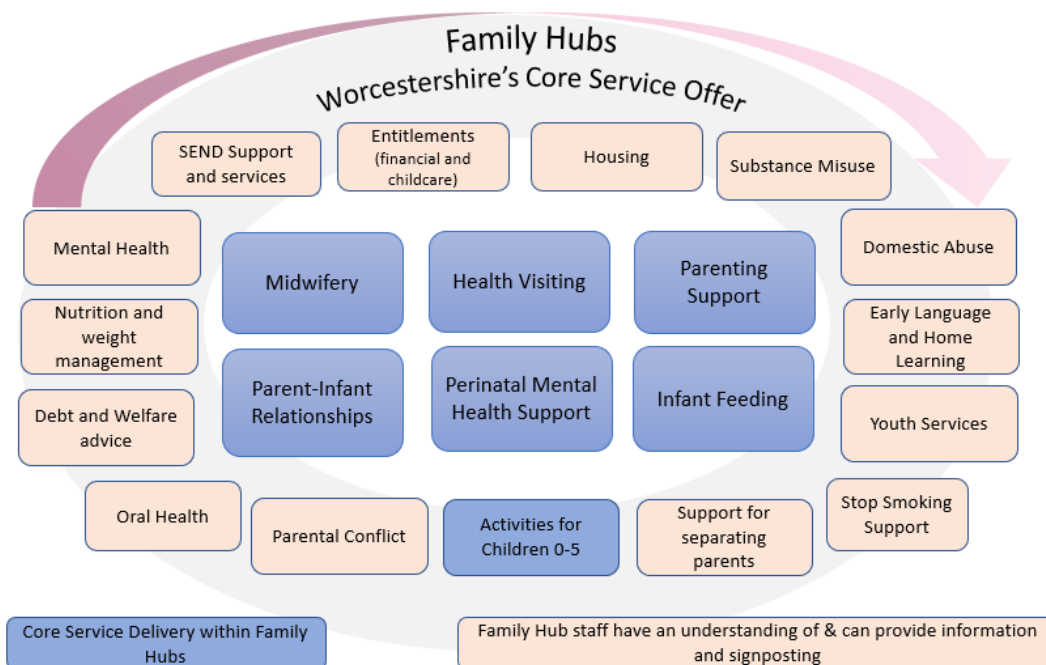 Family Hubs
Worcestershire's Core Service Offer
SEND Support
and services
Entitlements
(financial and
childcare)
Housing
Substance Misuse
Mental Health
Domestic Abuse
Midwifery
Health Visiting
Parenting
Support
Nutrition and
weight
management
Early Language
and Home
Learning
Parent-Infant
Relationships
Perinatal Mental
Health Support
Infant Feeding
Debt and Welfare
advice
Youth Services
Oral Health
Parental Conflict
Activities for
Children 0-5
Support for
separating
parents
Stop Smoking
Support
Core Service Delivery within Family
Hubs
Family Hub staff have an understanding of & can provide information
and signposting